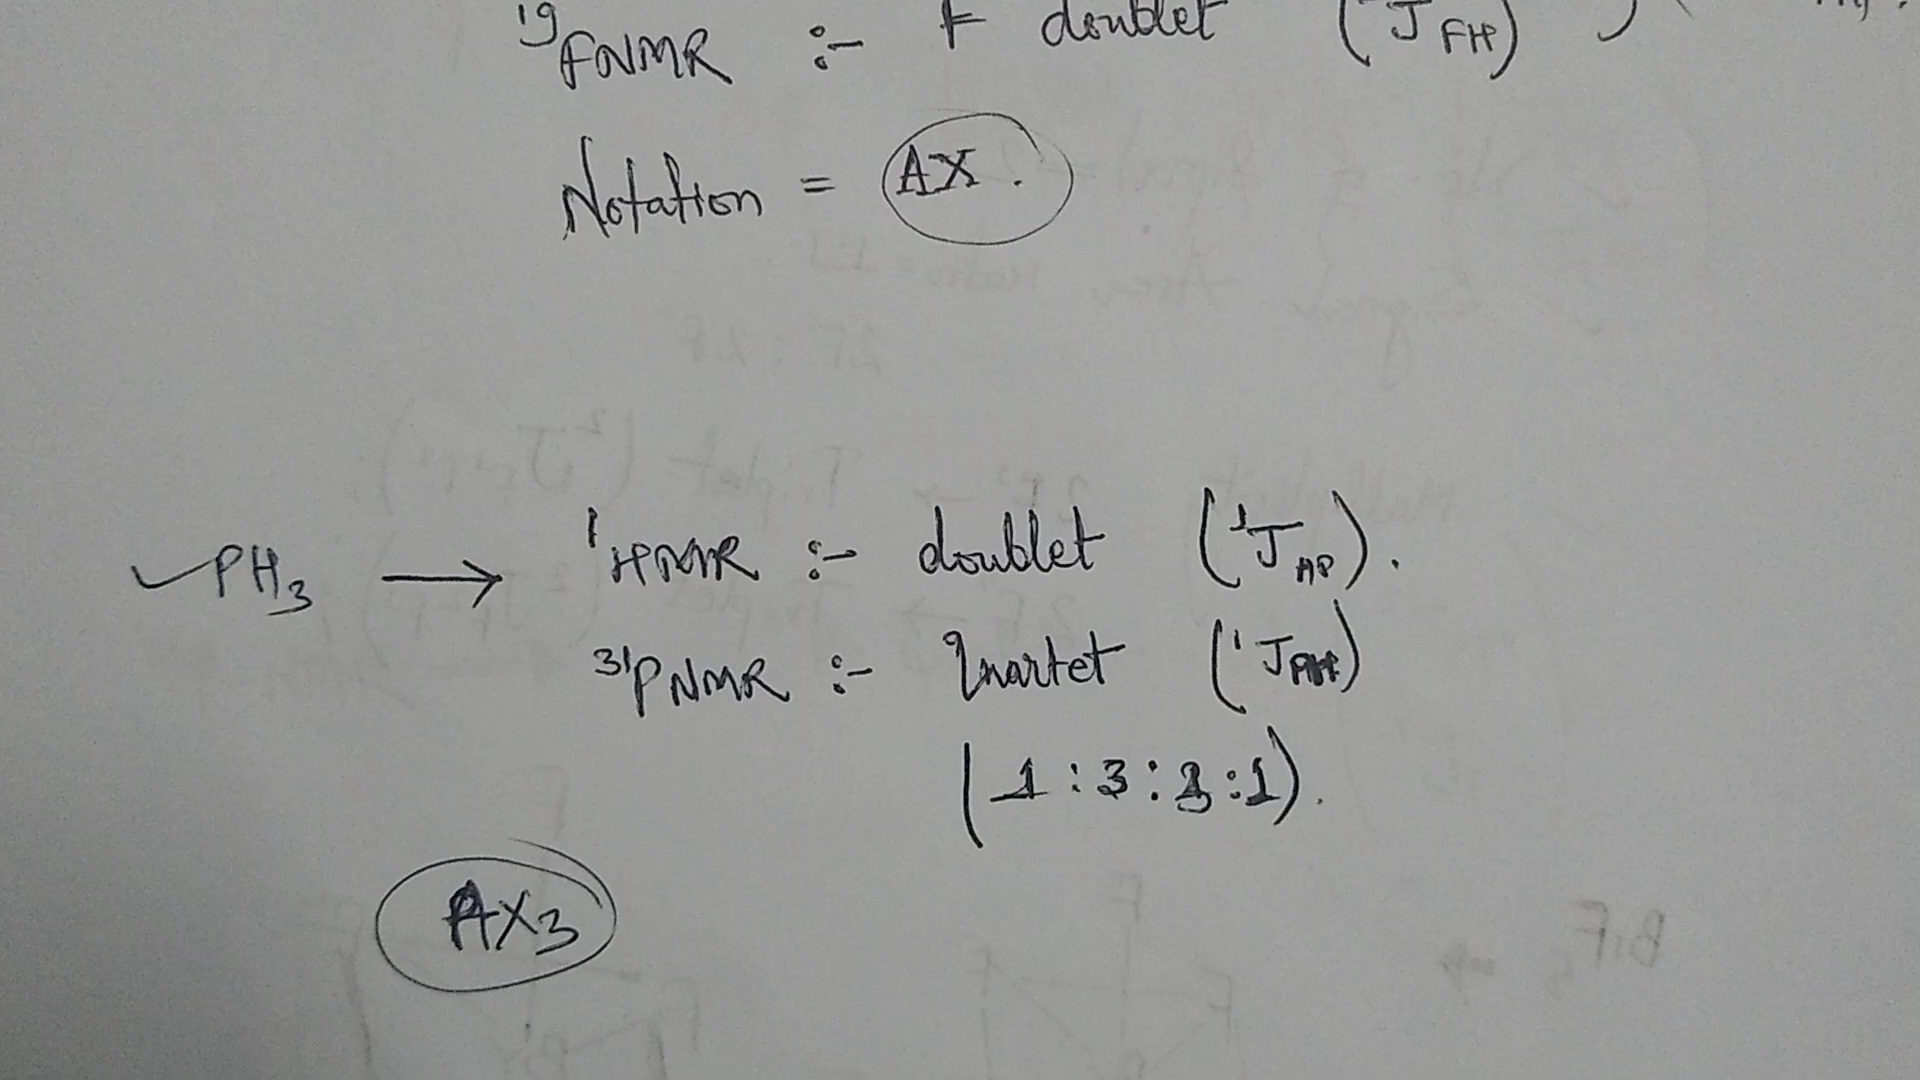 ¹⁹FNMR :- F doublet (J FH)
Notation = AX.
PH₃ → ¹HNMR :- doublet (¹J HP).
³¹PNMR :- Quartet (¹J PH)
(1:3:3:1).
AX₃